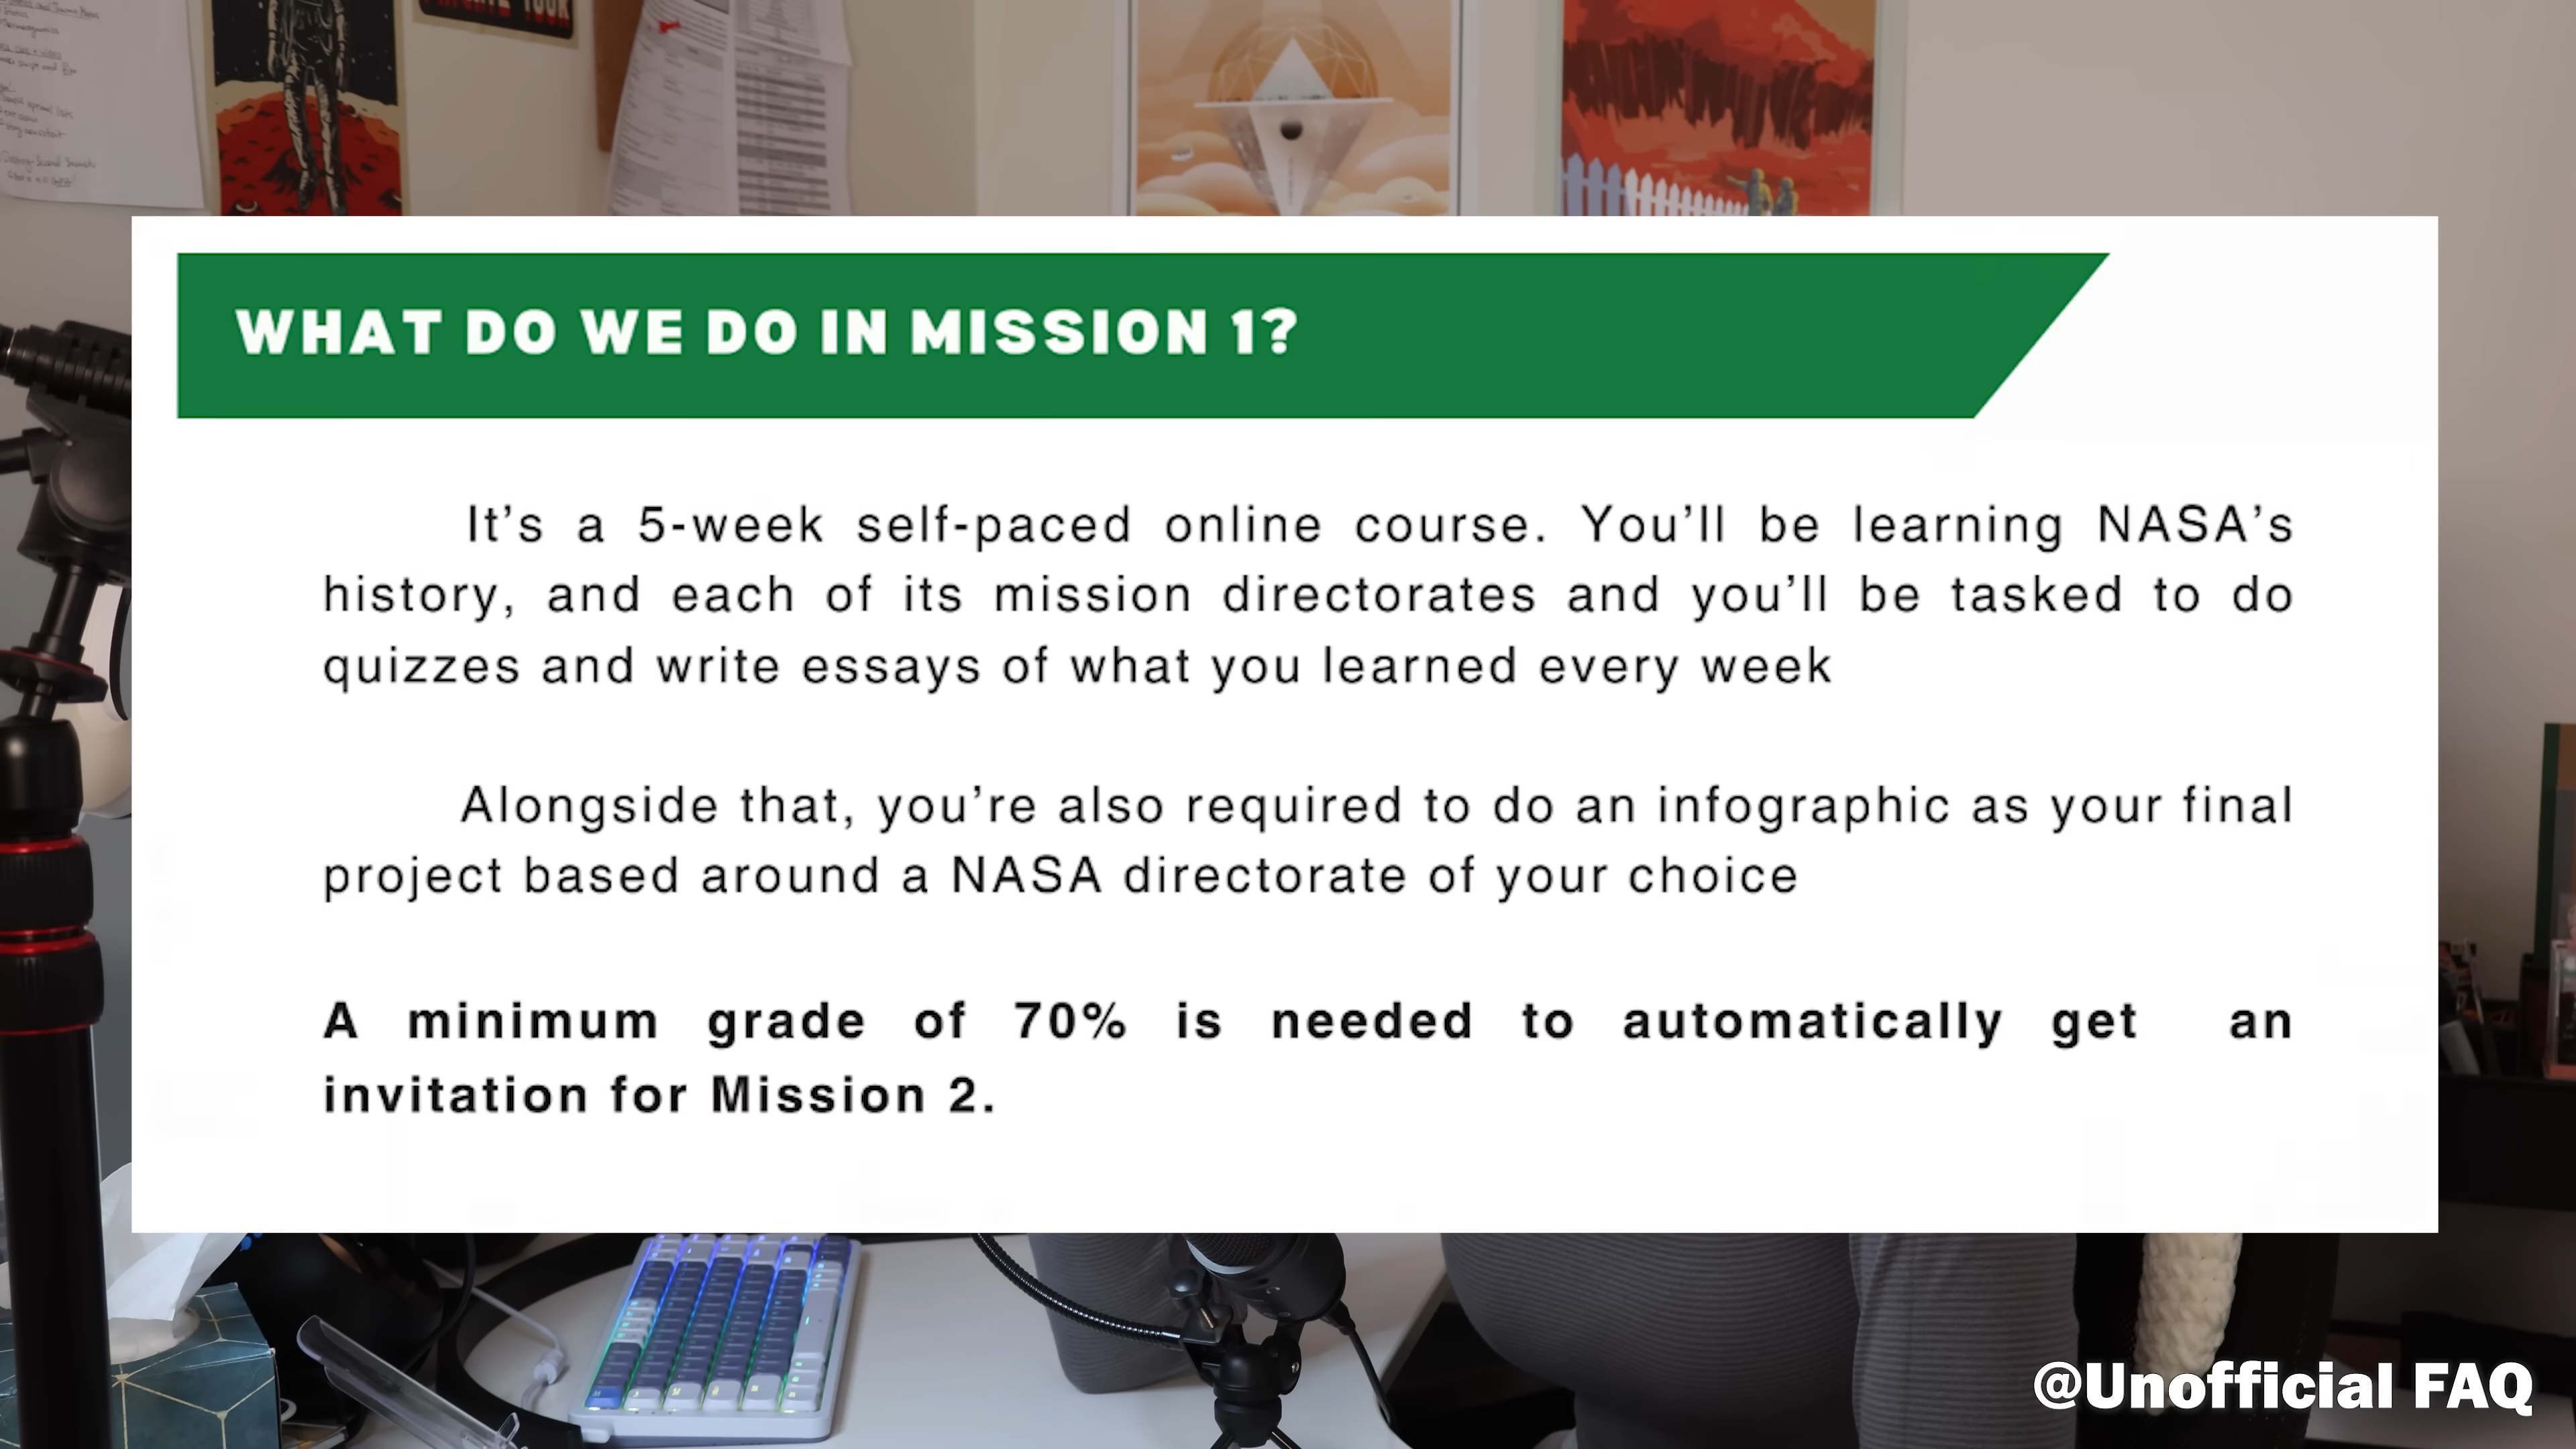 WHAT DO WE DO IN MISSION 1?
It's a 5-week self-paced online course. You'll be learning NASA's
history, and each of its mission directorates and you'll be tasked to do
quizzes and write essays of what you learned every week
Alongside that, you're also required to do an infographic as your final
project based around a NASA directorate of your choice
A minimum grade of 70% is needed to automatically get an
invitation for Mission 2.
@Unofficial FAQ